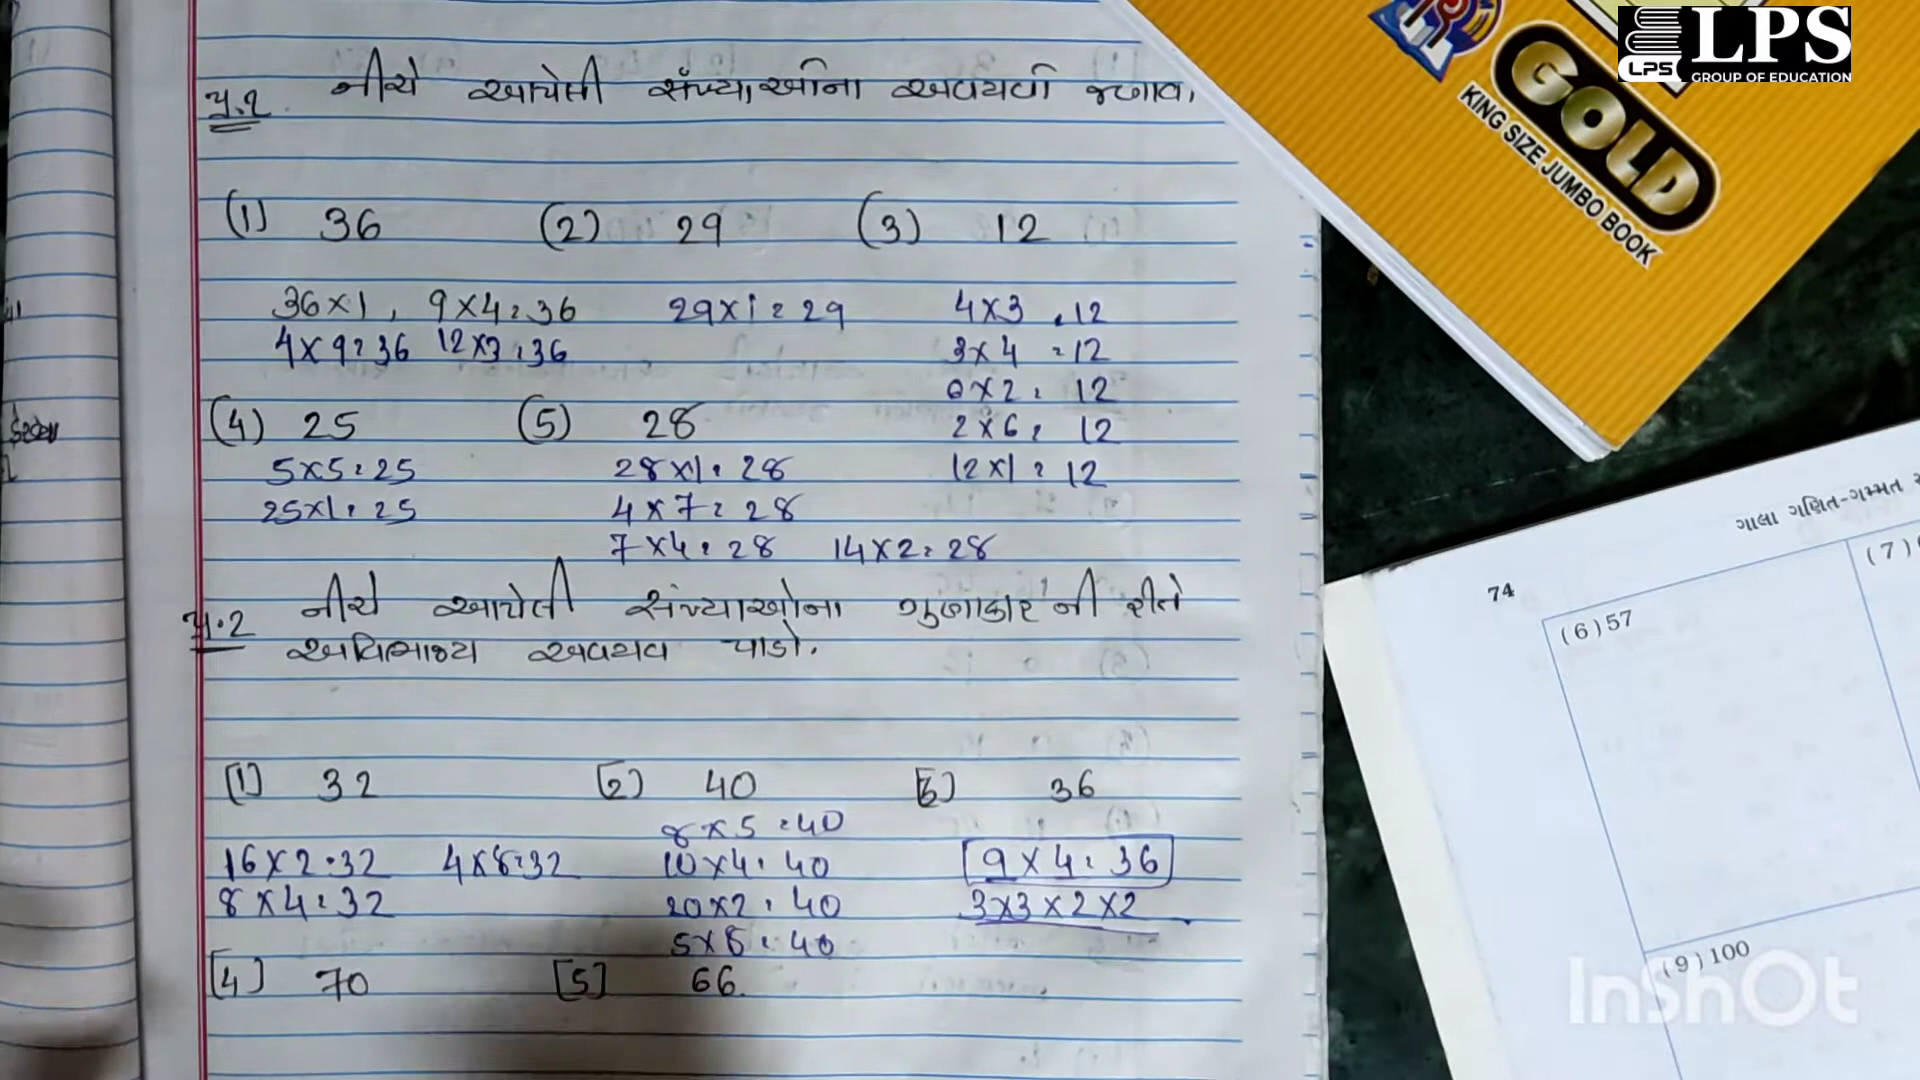 પ્ર.૧ નીચે આપેલી સંખ્યાઓના અવયવો જણાવ.
(1) 36 (2) 29 (3) 12
36×1, 9×4=36 29×1=29 4×3=12
4×9=36 12×3=36 3×4=12
6×2=12
(4) 25 (5) 28 2×6=12
5×5=25 28×1=28 12×1=12
25×1=25 4×7=28
7×4=28 14×2=28
પ્ર.2 નીચે આપેલી સંખ્યાઓના ગુણાકાર ની રીતે
અવિભાજ્ય અવયવ પાડો.
[1] 32 [2] 40 [3] 36
8×5=40
16×2=32 4×8=32 10×4=40 9×4=36
8×4=32 20×2=40 3×3×2×2
5×8=40
[4] 70 [5] 66.
GOLD
KING SIZE JUMBO BOOK
LPS
LPS
GROUP OF EDUCATION
ગાલા ગણિત-ગમ્મત
74
(6) 57
(7)
(9) 100
InShOt